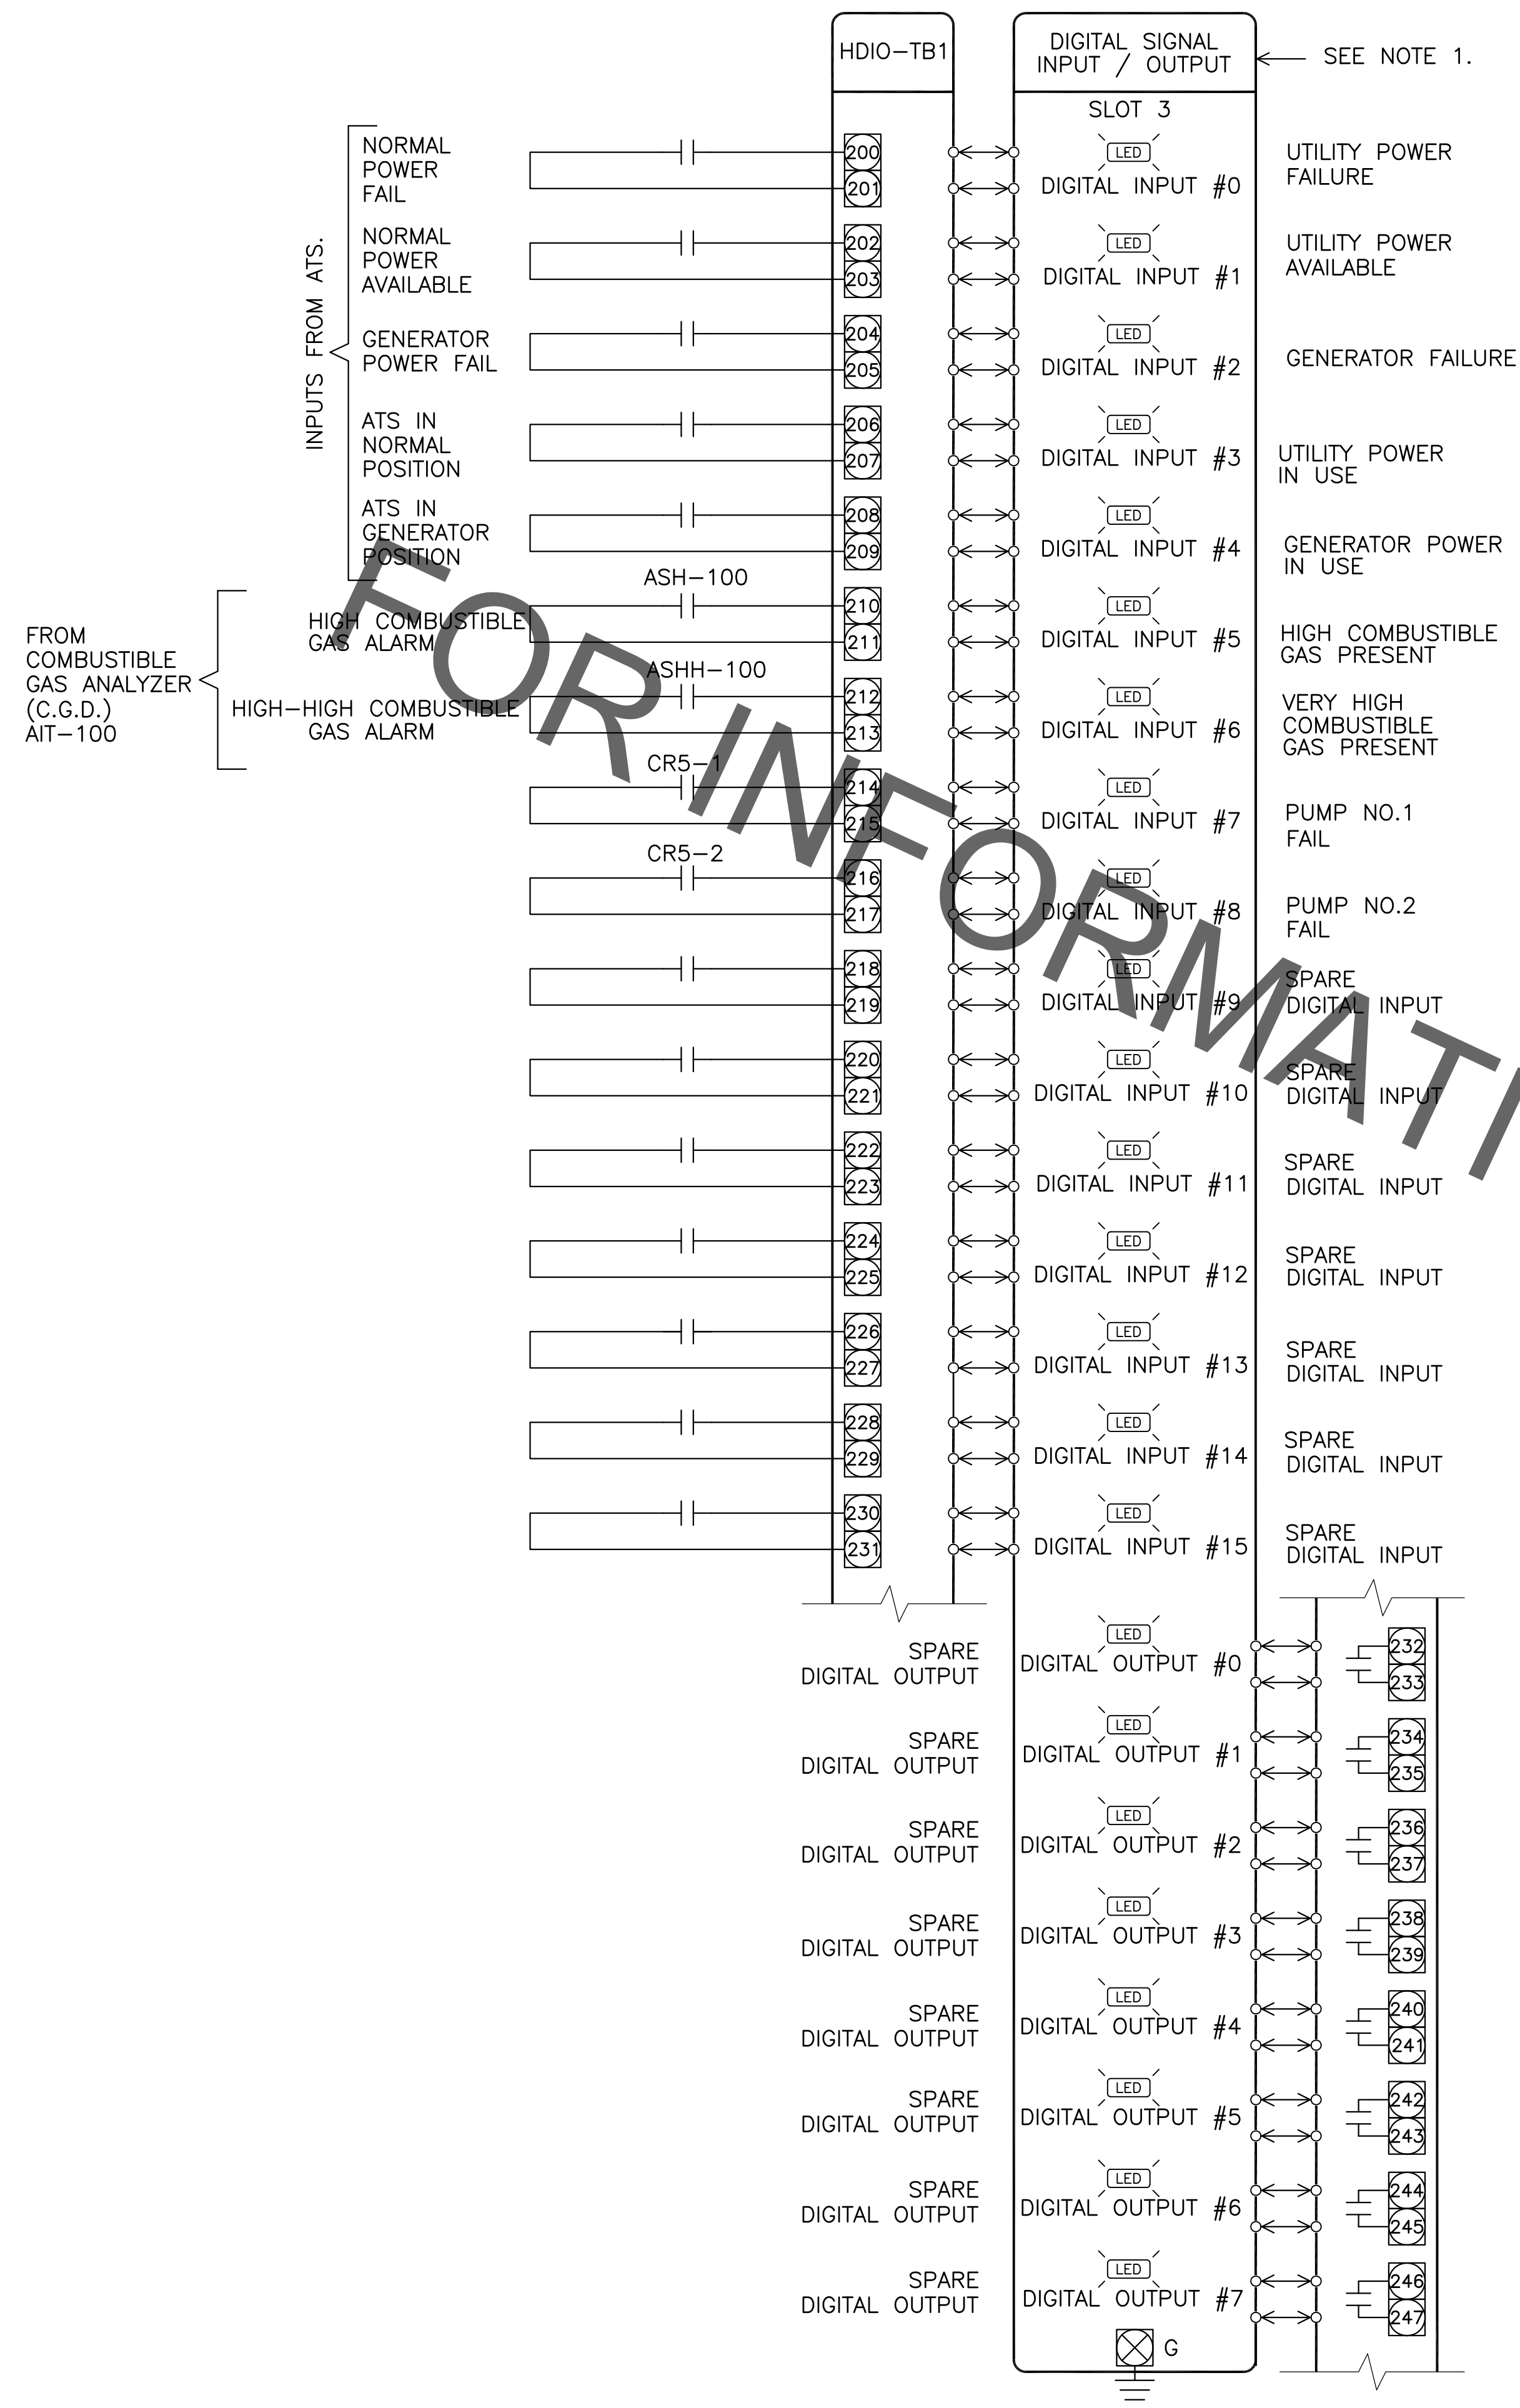 HDIO-TB1
DIGITAL SIGNAL
INPUT / OUTPUT
SEE NOTE 1.
SLOT 3
INPUTS FROM ATS.
NORMAL
POWER
FAIL
200
201
LED
DIGITAL INPUT #0
UTILITY POWER
FAILURE
NORMAL
POWER
AVAILABLE
202
203
LED
DIGITAL INPUT #1
UTILITY POWER
AVAILABLE
GENERATOR
POWER FAIL
204
205
LED
DIGITAL INPUT #2
GENERATOR FAILURE
ATS IN
NORMAL
POSITION
206
207
LED
DIGITAL INPUT #3
UTILITY POWER
IN USE
ATS IN
GENERATOR
POSITION
208
209
LED
DIGITAL INPUT #4
GENERATOR POWER
IN USE
FROM
COMBUSTIBLE
GAS ANALYZER
(C.G.D.)
AIT-100
HIGH COMBUSTIBLE
GAS ALARM
ASH-100
210
211
LED
DIGITAL INPUT #5
HIGH COMBUSTIBLE
GAS PRESENT
HIGH-HIGH COMBUSTIBLE
GAS ALARM
ASHH-100
212
213
LED
DIGITAL INPUT #6
VERY HIGH
COMBUSTIBLE
GAS PRESENT
CR5-1
214
215
LED
DIGITAL INPUT #7
PUMP NO.1
FAIL
CR5-2
216
217
LED
DIGITAL INPUT #8
PUMP NO.2
FAIL
218
219
LED
DIGITAL INPUT #9
SPARE
DIGITAL INPUT
220
221
LED
DIGITAL INPUT #10
SPARE
DIGITAL INPUT
222
223
LED
DIGITAL INPUT #11
SPARE
DIGITAL INPUT
224
225
LED
DIGITAL INPUT #12
SPARE
DIGITAL INPUT
226
227
LED
DIGITAL INPUT #13
SPARE
DIGITAL INPUT
228
229
LED
DIGITAL INPUT #14
SPARE
DIGITAL INPUT
230
231
LED
DIGITAL INPUT #15
SPARE
DIGITAL INPUT
SPARE
DIGITAL OUTPUT
LED
DIGITAL OUTPUT #0
232
233
SPARE
DIGITAL OUTPUT
LED
DIGITAL OUTPUT #1
234
235
SPARE
DIGITAL OUTPUT
LED
DIGITAL OUTPUT #2
236
237
SPARE
DIGITAL OUTPUT
LED
DIGITAL OUTPUT #3
238
239
SPARE
DIGITAL OUTPUT
LED
DIGITAL OUTPUT #4
240
241
SPARE
DIGITAL OUTPUT
LED
DIGITAL OUTPUT #5
242
243
SPARE
DIGITAL OUTPUT
LED
DIGITAL OUTPUT #6
244
245
SPARE
DIGITAL OUTPUT
LED
DIGITAL OUTPUT #7
246
247
G
FOR INFORMATI